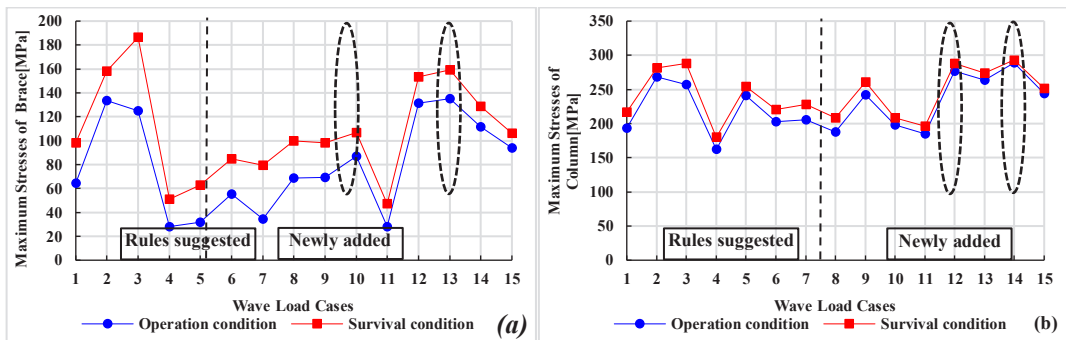 Maximum Stresses of Brace[MPa]
200
180
160
140
120
100
80
60
40
20
0
Rules suggested
Newly added
1 2 3 4 5 6 7 8 9 10 11 12 13 14 15
Wave Load Cases
Operation condition
Survival condition
(a)
Maximum Stresses of
Column[MPa]
350
300
250
200
150
100
50
0
Rules suggested
Newly added
1 2 3 4 5 6 7 8 9 10 11 12 13 14 15
Wave Load Cases
Operation condition
Survival condition
(b)